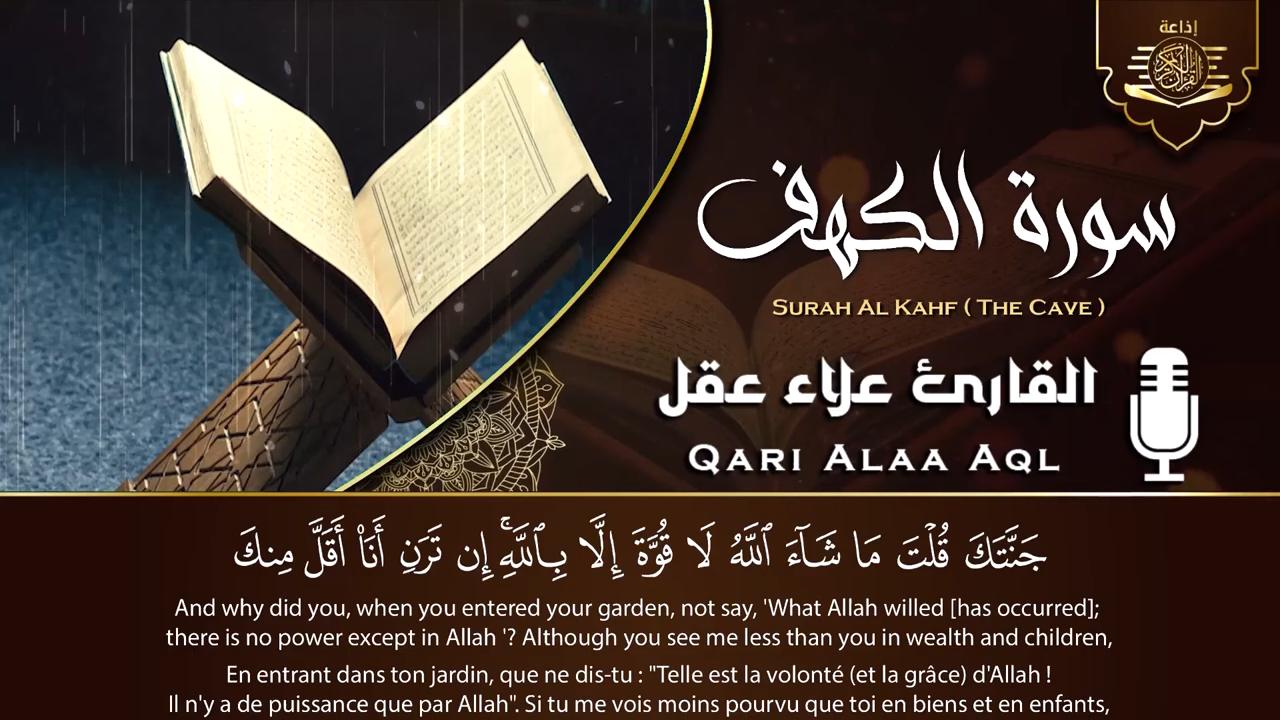 إذاعة
القرآن الكريم
سورة الكهف
SURAH AL KAHF ( THE CAVE )
القارئ علاء عقل
QARI ALAA AQL
جَنَّتَكَ قُلْتَ مَا شَآءَ ٱللَّهُ لَا قُوَّةَ إِلَّا بِٱللَّهِۚ إِن تَرَنِ أَنَا۠ أَقَلَّ مِنكَ
And why did you, when you entered your garden, not say, 'What Allah willed [has occurred];
there is no power except in Allah '? Although you see me less than you in wealth and children,
En entrant dans ton jardin, que ne dis-tu : "Telle est la volonté (et la grâce) d'Allah !
Il n'y a de puissance que par Allah". Si tu me vois moins pourvu que toi en biens et en enfants,